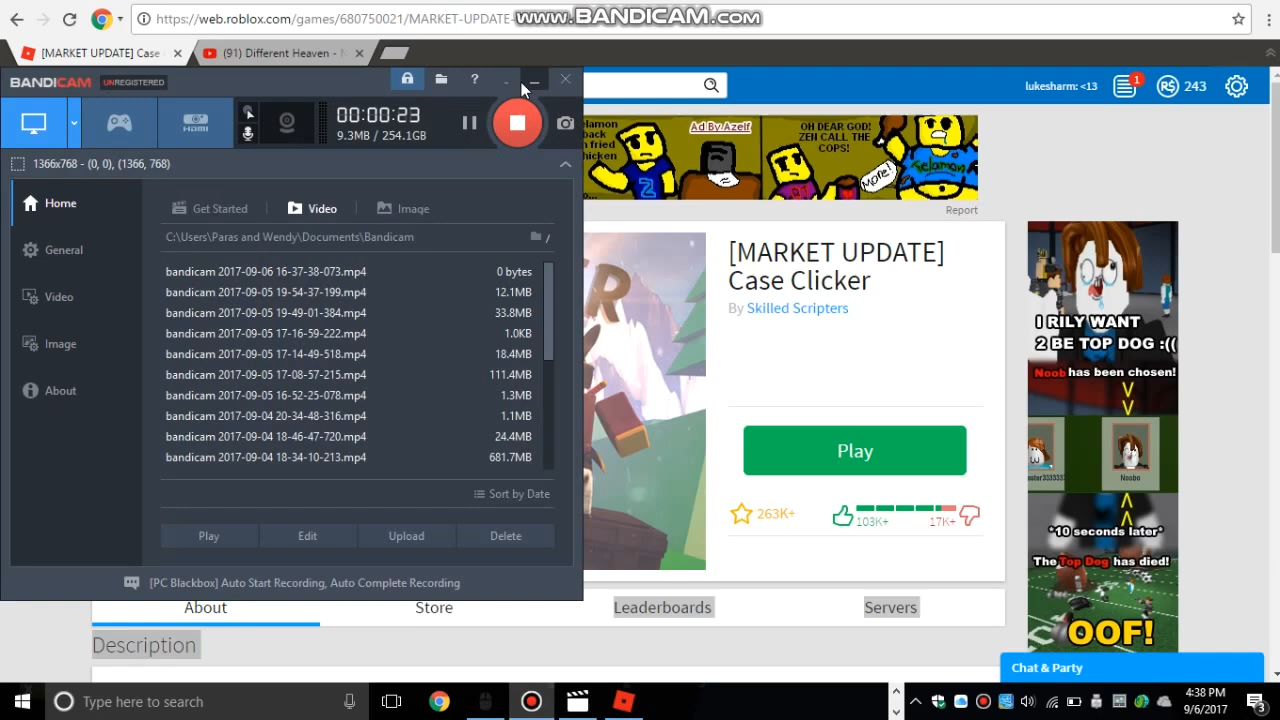 https://web.roblox.com/games/680750021/MARKET-UPDATE-
www.BANDICAM.com
[MARKET UPDATE] Case
(91) Different Heaven -
BANDICAM UNREGISTERED
lukesharm: <13
1
243
HDMI
00:00:23
9.3MB / 254.1GB
Ad By Azelf
OH DEAR GOD!
ZEN CALL THE
COPS!
More!
Telamon
Report
1366x768 - (0, 0), (1366, 768)
Home
General
Video
Image
About
Get Started
Video
Image
C:\Users\Paras and Wendy\Documents\Bandicam
bandicam 2017-09-06 16-37-38-073.mp4 0 bytes
bandicam 2017-09-05 19-54-37-199.mp4 12.1MB
bandicam 2017-09-05 19-49-01-384.mp4 33.8MB
bandicam 2017-09-05 17-16-59-222.mp4 1.0KB
bandicam 2017-09-05 17-14-49-518.mp4 18.4MB
bandicam 2017-09-05 17-08-57-215.mp4 111.4MB
bandicam 2017-09-05 16-52-25-078.mp4 1.3MB
bandicam 2017-09-04 20-34-48-316.mp4 1.1MB
bandicam 2017-09-04 18-46-47-720.mp4 24.4MB
bandicam 2017-09-04 18-34-10-213.mp4 681.7MB
Sort by Date
Play Edit Upload Delete
[PC Blackbox] Auto Start Recording, Auto Complete Recording
[MARKET UPDATE]
Case Clicker
By Skilled Scripters
Play
263K+
103K+ 17K+
I RILY WANT
2 BE TOP DOG :((
Noob has been chosen!
Noobo
*10 seconds later*
The Top Dog has died!
OOF!
About Store Leaderboards Servers
Description
Chat & Party
Type here to search
4:38 PM
9/6/2017
3